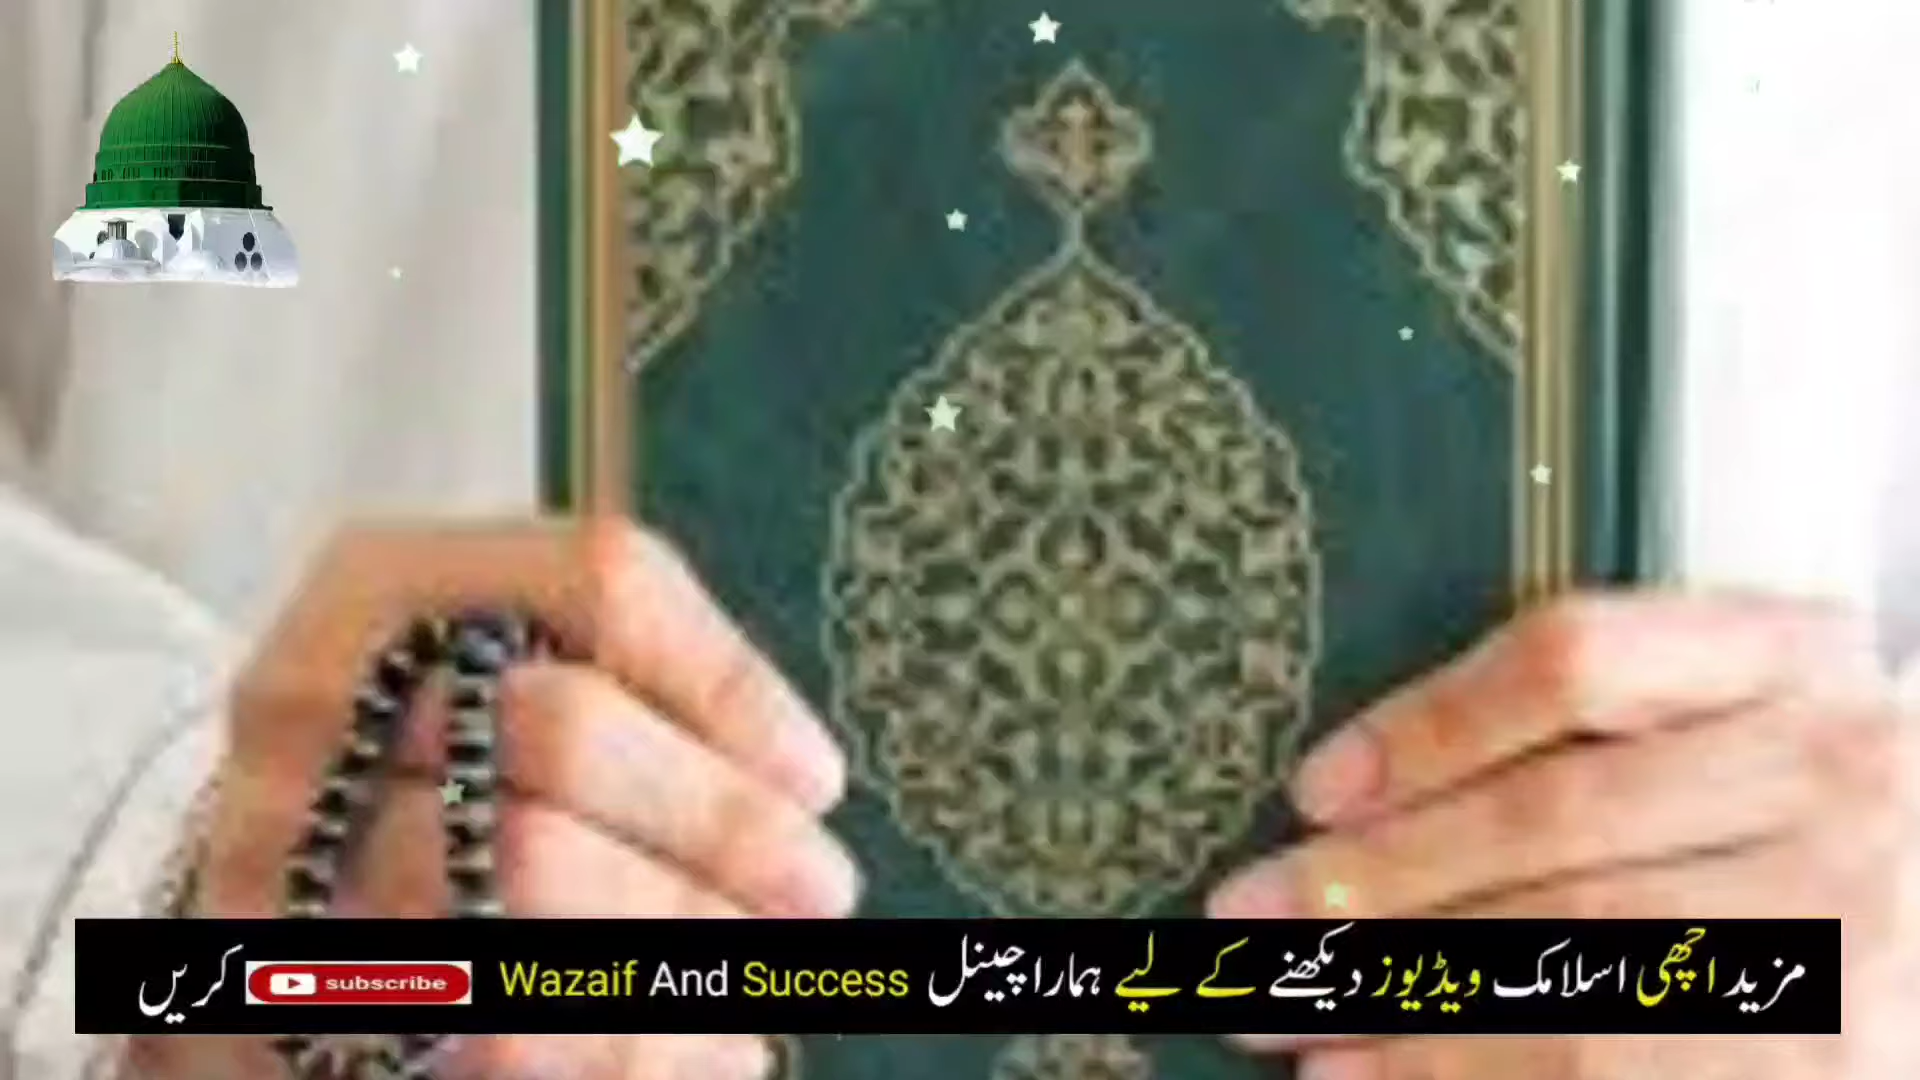 مزید اچھی اسلامک ویڈیوز دیکھنے کے لیے ہمارا چینل Wazaif And Success subscribe کریں